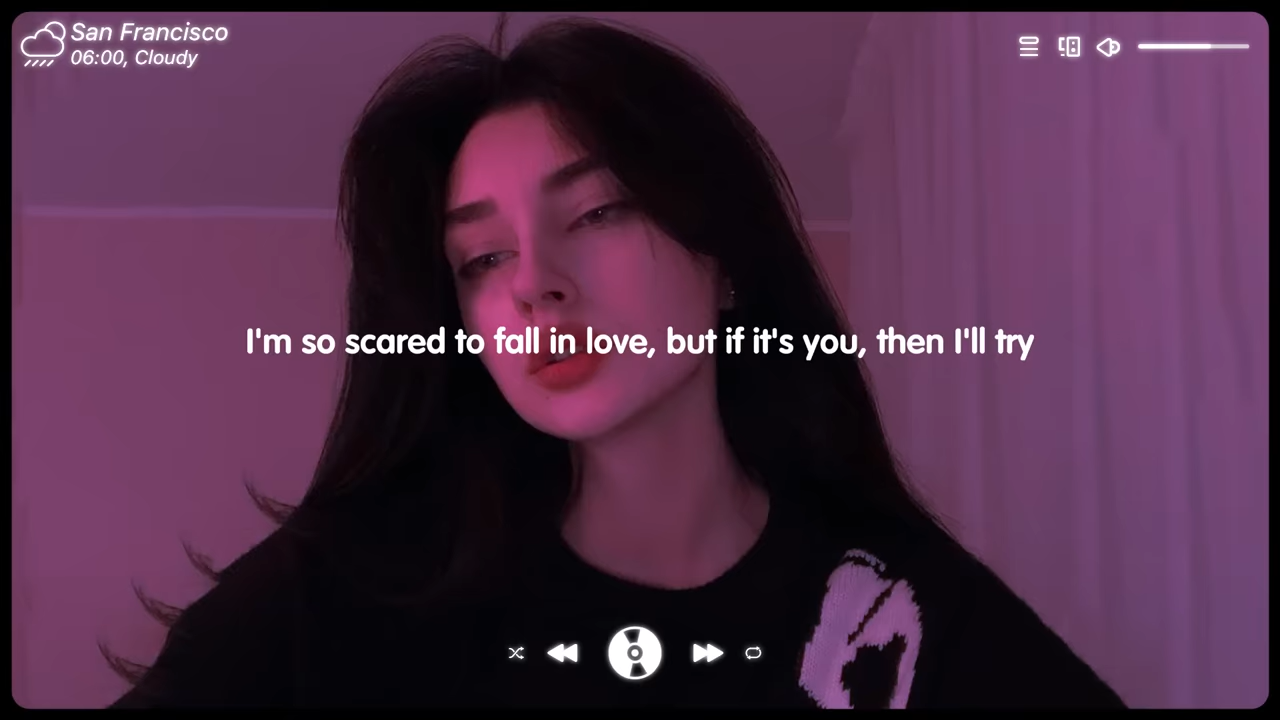 San Francisco
06:00, Cloudy
I'm so scared to fall in love, but if it's you, then I'll try